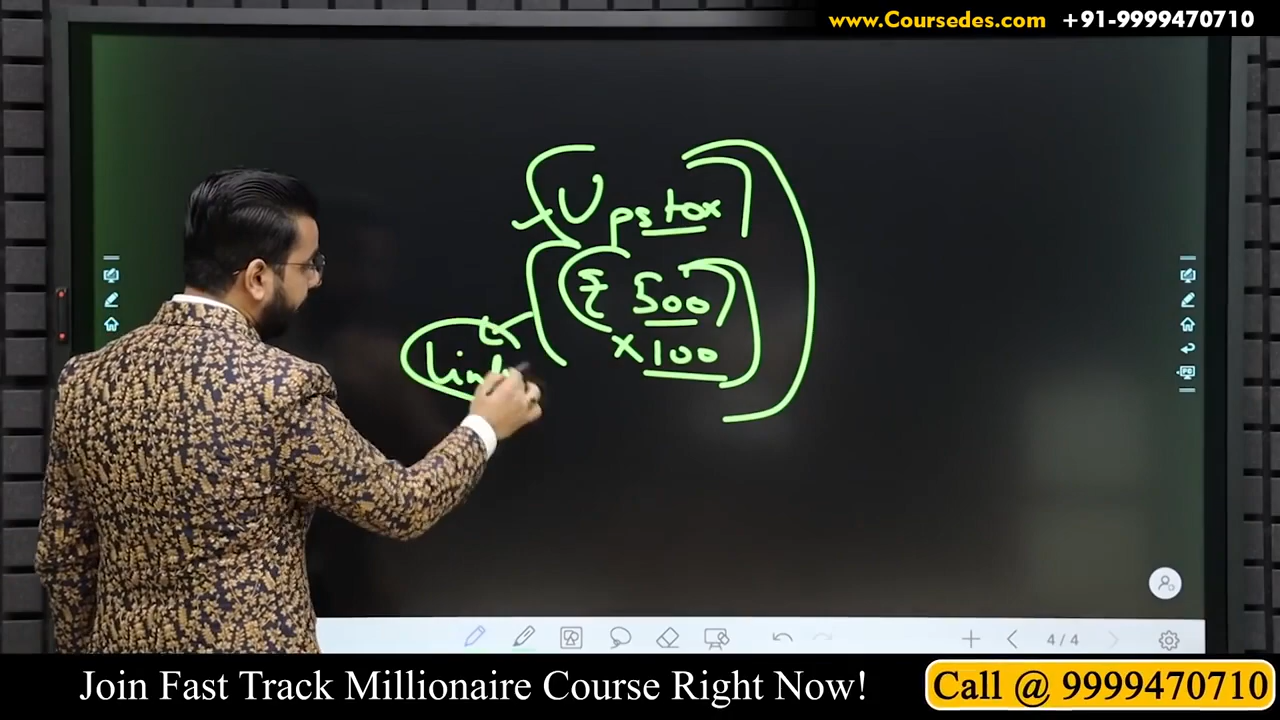 www.Coursedes.com +91-9999470710
Upstox
₹ 500
× 100
4 / 4
Join Fast Track Millionaire Course Right Now!
Call @ 9999470710